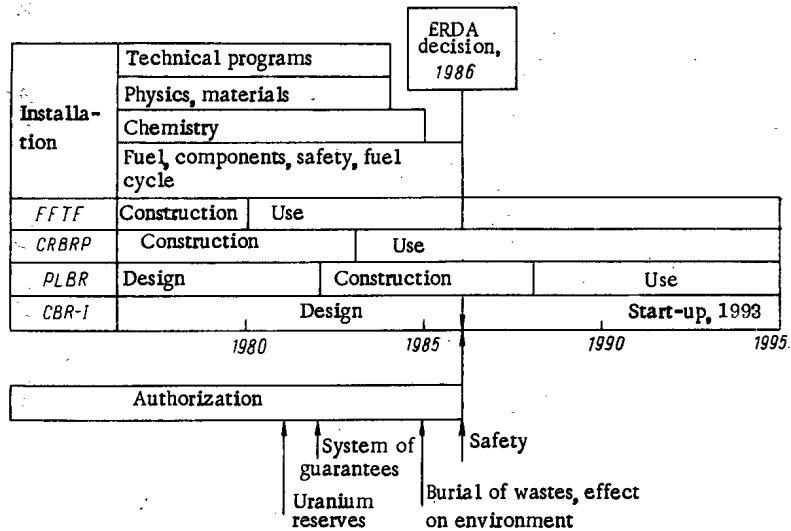 ERDA
decision,
1986
Technical programs
Physics, materials
Installa-
tion
Chemistry
Fuel, components, safety, fuel
cycle
FFTF Construction Use
CRBRP Construction Use
PLBR Design Construction Use
CBR-I Design Start-up, 1993
1980 1985 1990 1995
Authorization
System of
guarantees
Safety
Uranium
reserves
Burial of wastes, effect
on environment